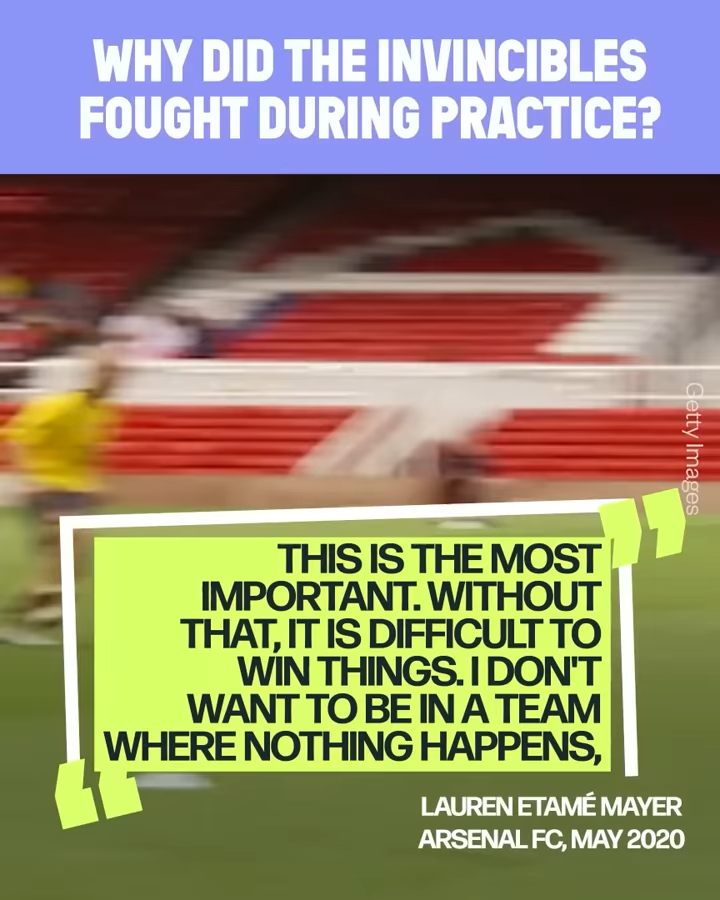 WHY DID THE INVINCIBLES
FOUGHT DURING PRACTICE?
Getty Images
THIS IS THE MOST
IMPORTANT. WITHOUT
THAT, IT IS DIFFICULT TO
WIN THINGS. I DON'T
WANT TO BE IN A TEAM
WHERE NOTHING HAPPENS,
LAUREN ETAMÉ MAYER
ARSENAL FC, MAY 2020